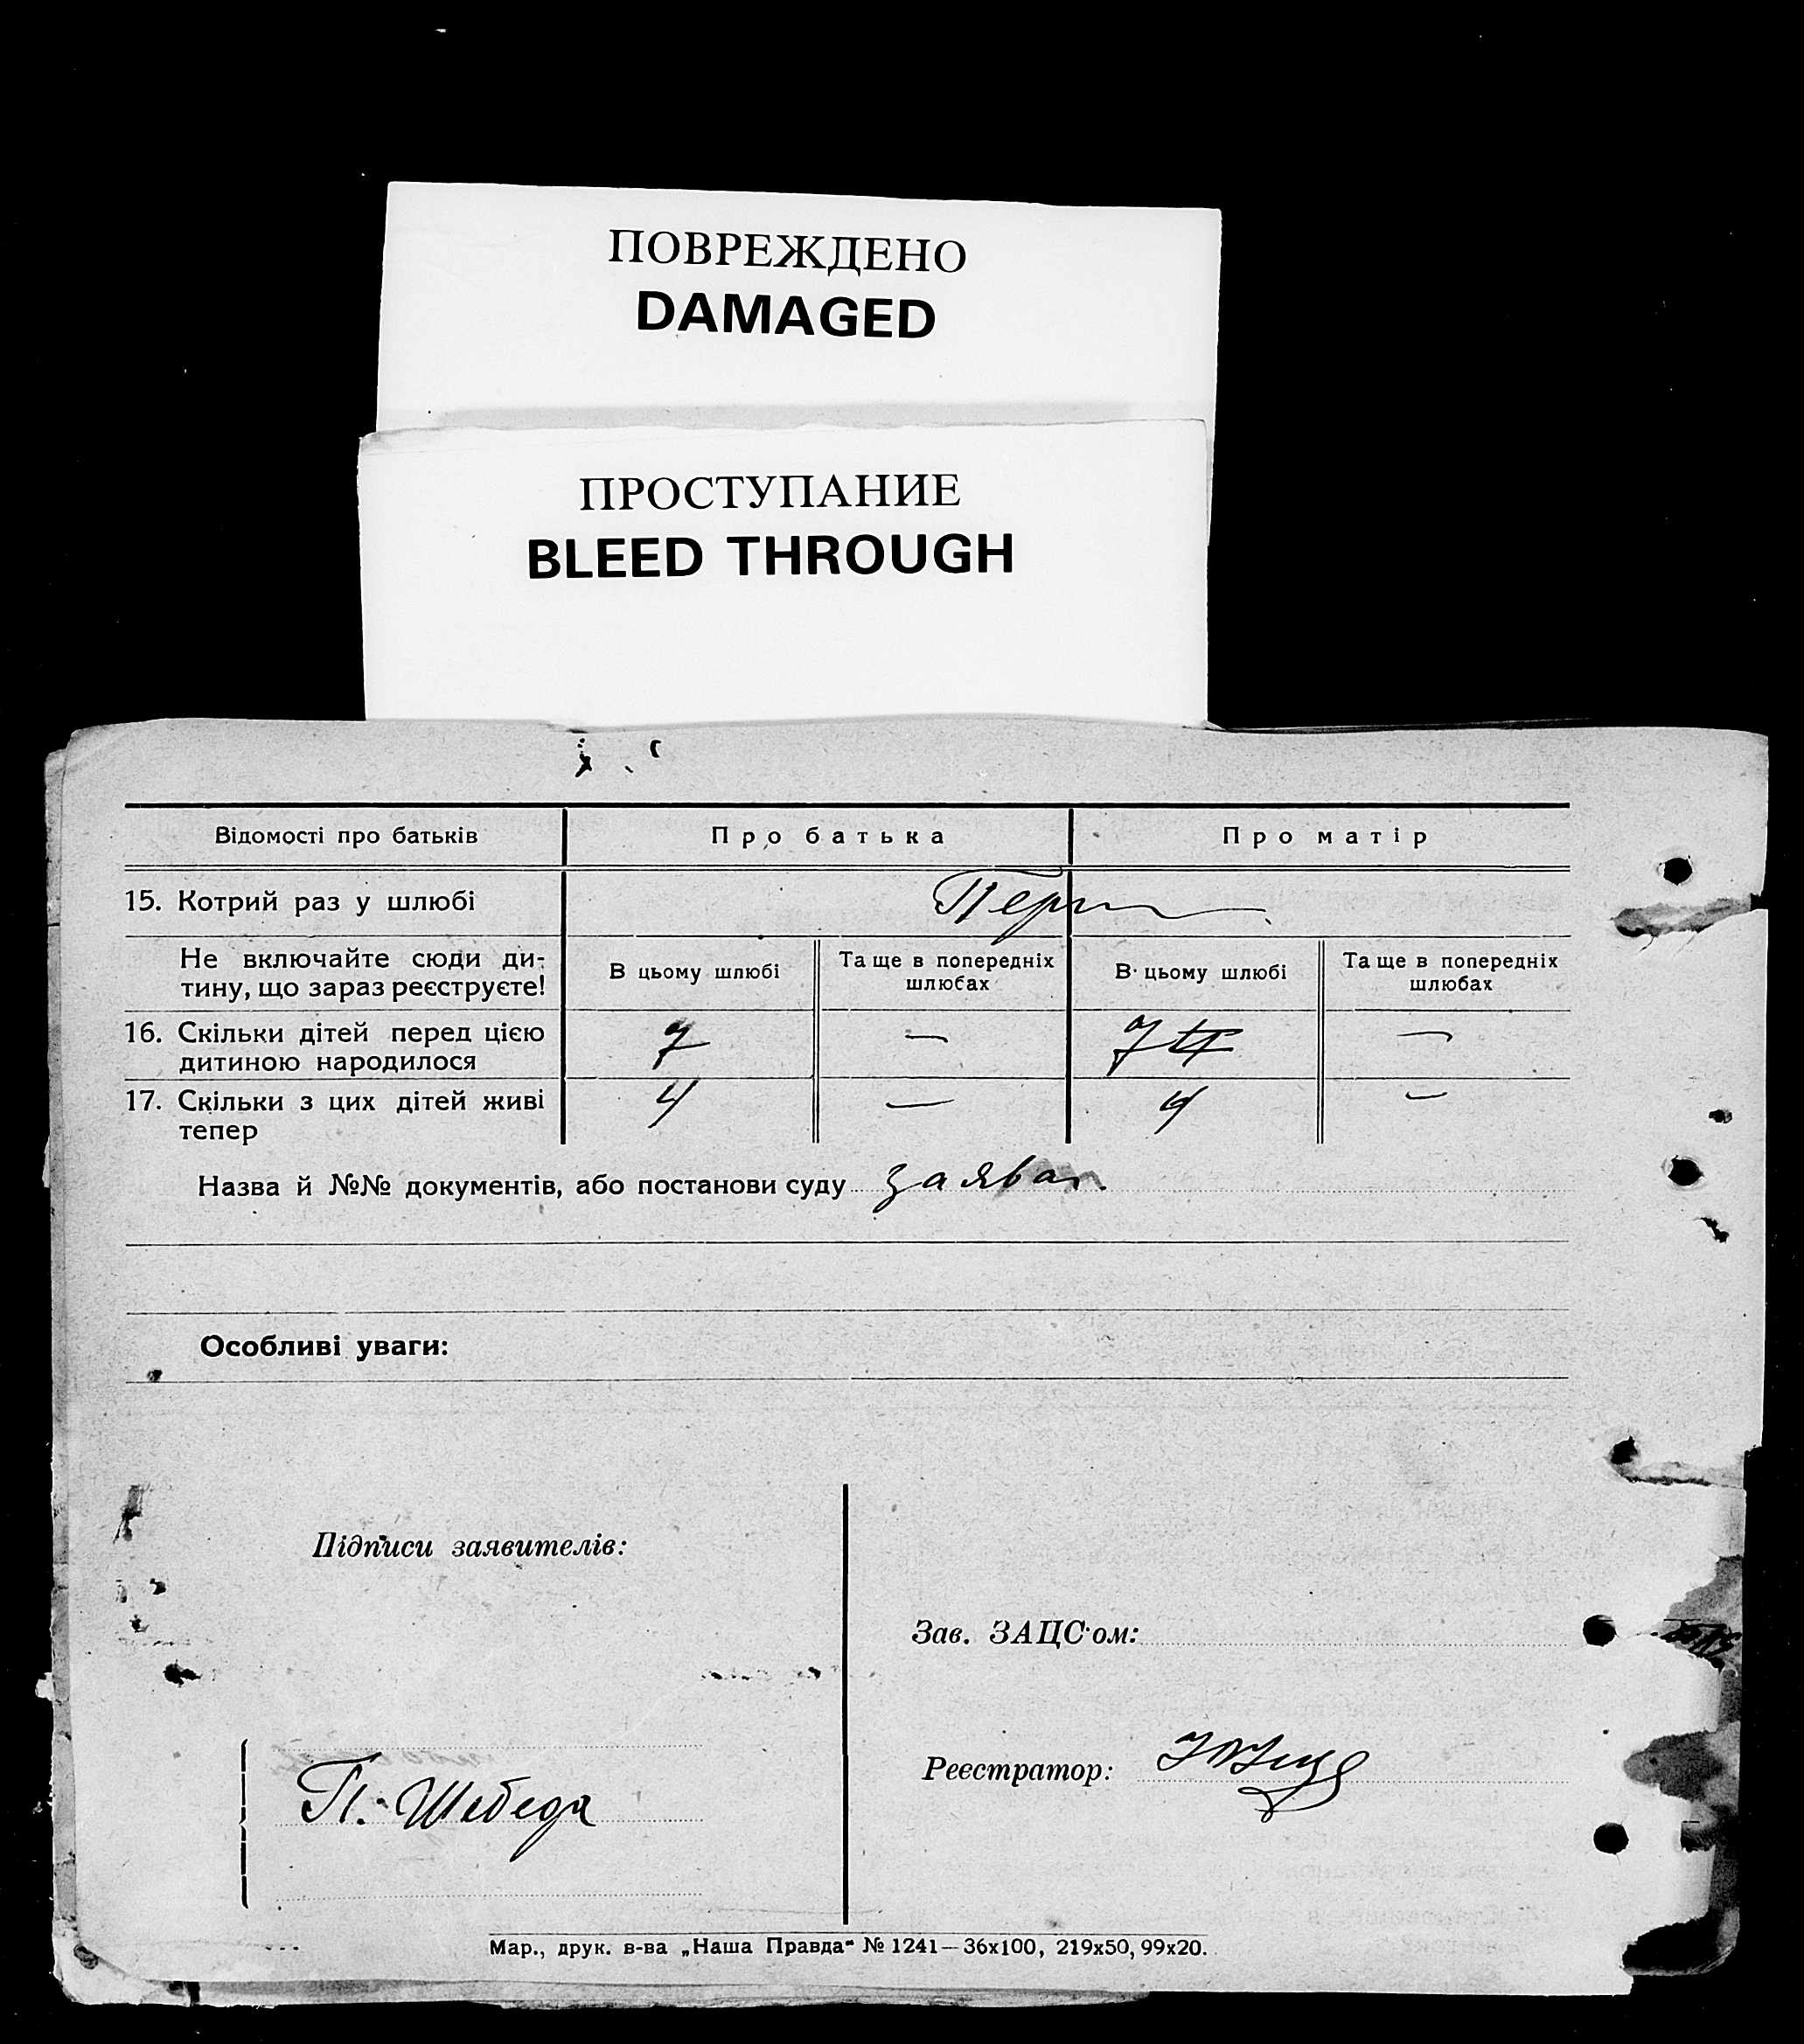 ПОВРЕЖДЕНО
DAMAGED
ПРОСТУПАНИЕ
BLEED THROUGH
Відомості про батьків
Про батька
Про матір
15. Котрий раз у шлюбі
Перш
Не включайте сюди ди-
тину, що зараз реєструєте!
В цьому шлюбі
Та ще в попередніх
шлюбах
В цьому шлюбі
Та ще в попередніх
шлюбах
16. Скільки дітей перед цією
дитиною народилося
7 — 7 —
17. Скільки з цих дітей живі
тепер
4 — 4 —
Назва й №№ документів, або постанови суду заява
Особливі уваги:
Підписи заявителів:
Зав. ЗАЦС'ом:
Реєстратор:
П. Шебеда
Мар., друк. в-ва „Наша Правда“ № 1241—36х100, 219х50, 99х20.